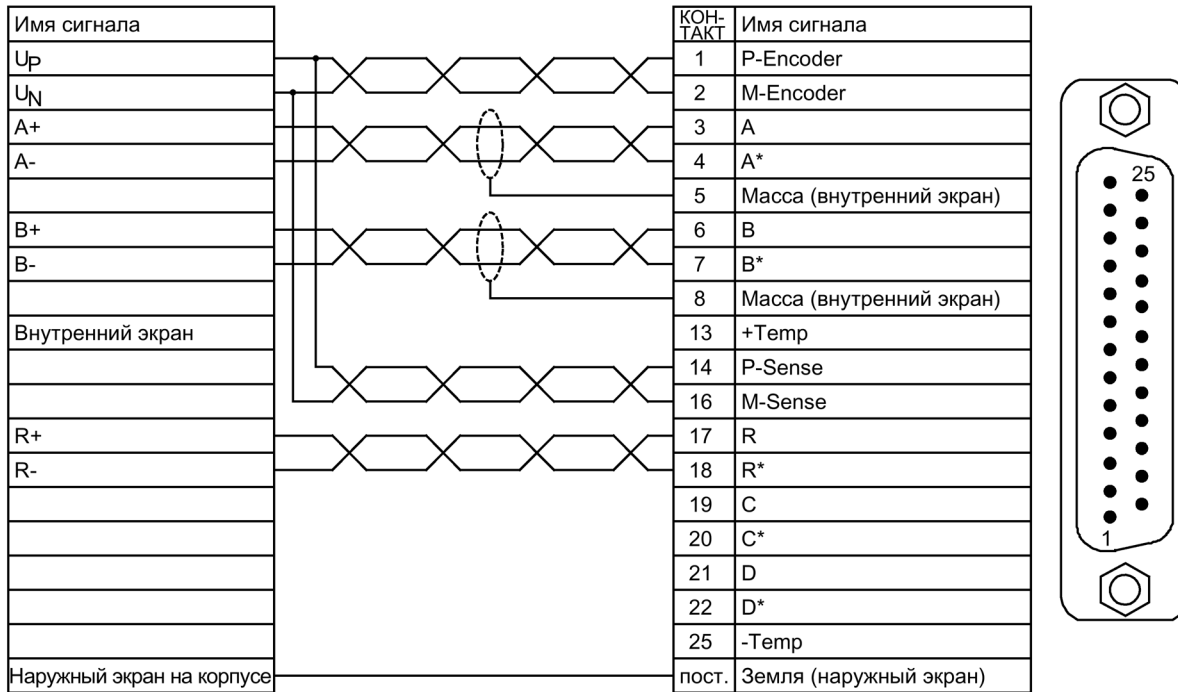 Имя сигнала КОН-ТАКТ Имя сигнала
UP 1 P-Encoder
UN 2 M-Encoder
A+ 3 A
A- 4 A*
5 Масса (внутренний экран)
B+ 6 B
B- 7 B*
8 Масса (внутренний экран)
Внутренний экран 13 +Temp
14 P-Sense
16 M-Sense
R+ 17 R
R- 18 R*
19 C
20 C*
21 D
22 D*
25 -Temp
Наружный экран на корпусе пост. Земля (наружный экран)
25
1